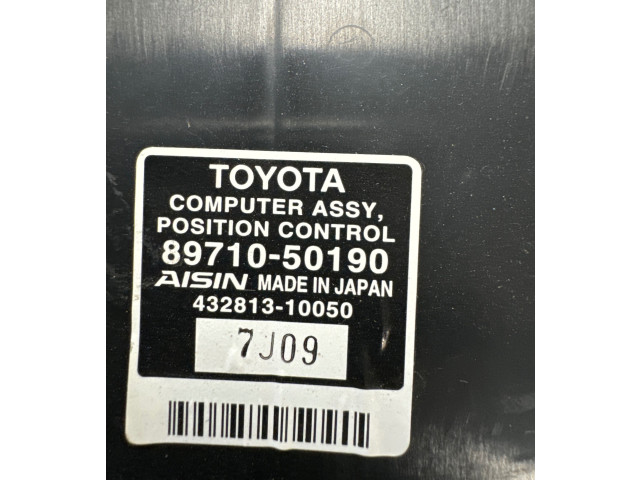 TOYOTA
COMPUTER ASSY,
POSITION CONTROL
89710-50190
AISIN MADE IN JAPAN
432813-10050
7J09